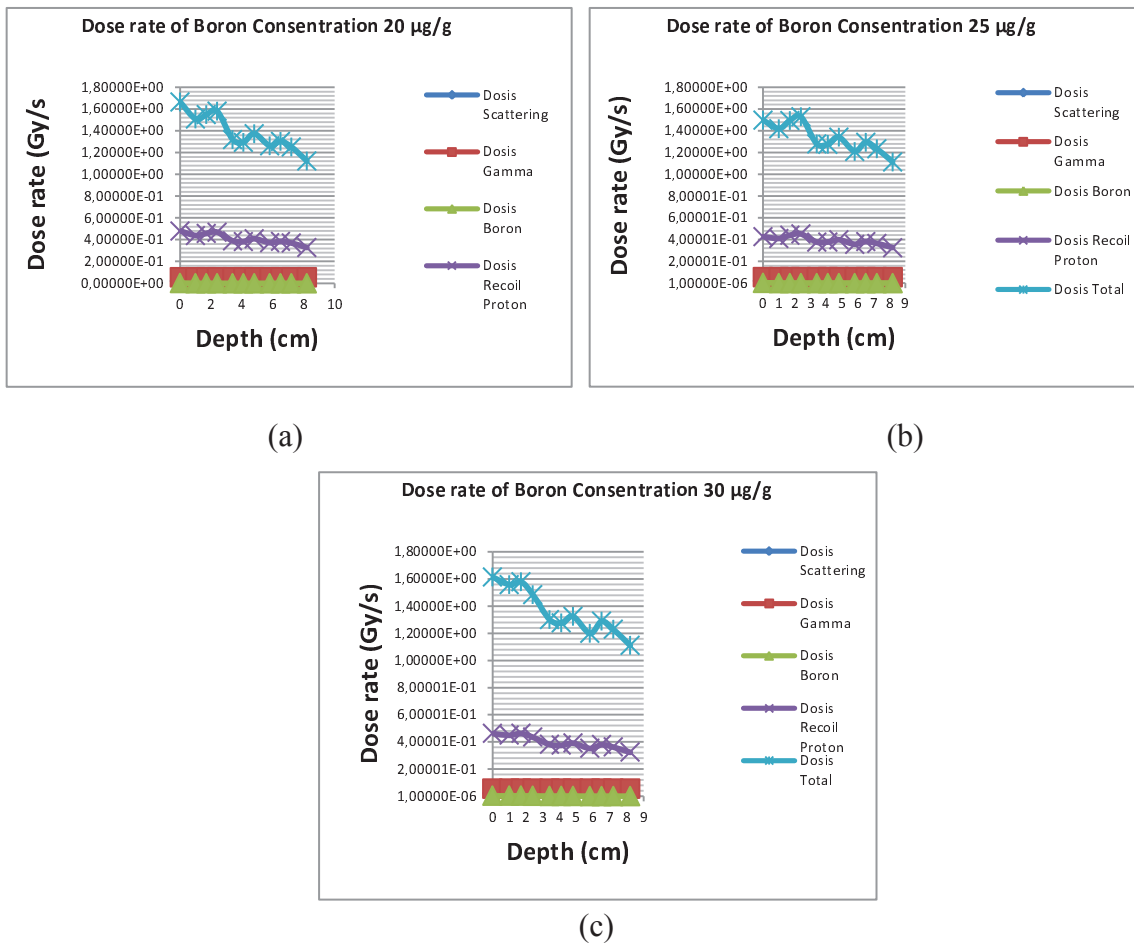 Dose rate of Boron Consentration 20 µg/g
Dose rate (Gy/s)
1,80000E+00
1,60000E+00
1,40000E+00
1,20000E+00
1,00000E+00
8,00000E-01
6,00000E-01
4,00000E-01
2,00000E-01
0,00000E+00
0 2 4 6 8 10
Depth (cm)
Dosis
Scattering
Dosis
Gamma
Dosis
Boron
Dosis
Recoil
Proton
(a)
Dose rate of Boron Consentration 25 µg/g
Dose rate (Gy/s)
1,80000E+00
1,60000E+00
1,40000E+00
1,20000E+00
1,00000E+00
8,00001E-01
6,00001E-01
4,00001E-01
2,00001E-01
1,00000E-06
0 1 2 3 4 5 6 7 8 9
Depth (cm)
Dosis
Scattering
Dosis
Gamma
Dosis Boron
Dosis Recoil
Proton
Dosis Total
(b)
Dose rate of Boron Consentration 30 µg/g
Dose rate (Gy/s)
1,80000E+00
1,60000E+00
1,40000E+00
1,20000E+00
1,00000E+00
8,00001E-01
6,00001E-01
4,00001E-01
2,00001E-01
1,00000E-06
0 1 2 3 4 5 6 7 8 9
Depth (cm)
Dosis
Scattering
Dosis
Gamma
Dosis
Boron
Dosis
Recoil
Proton
Dosis
Total
(c)